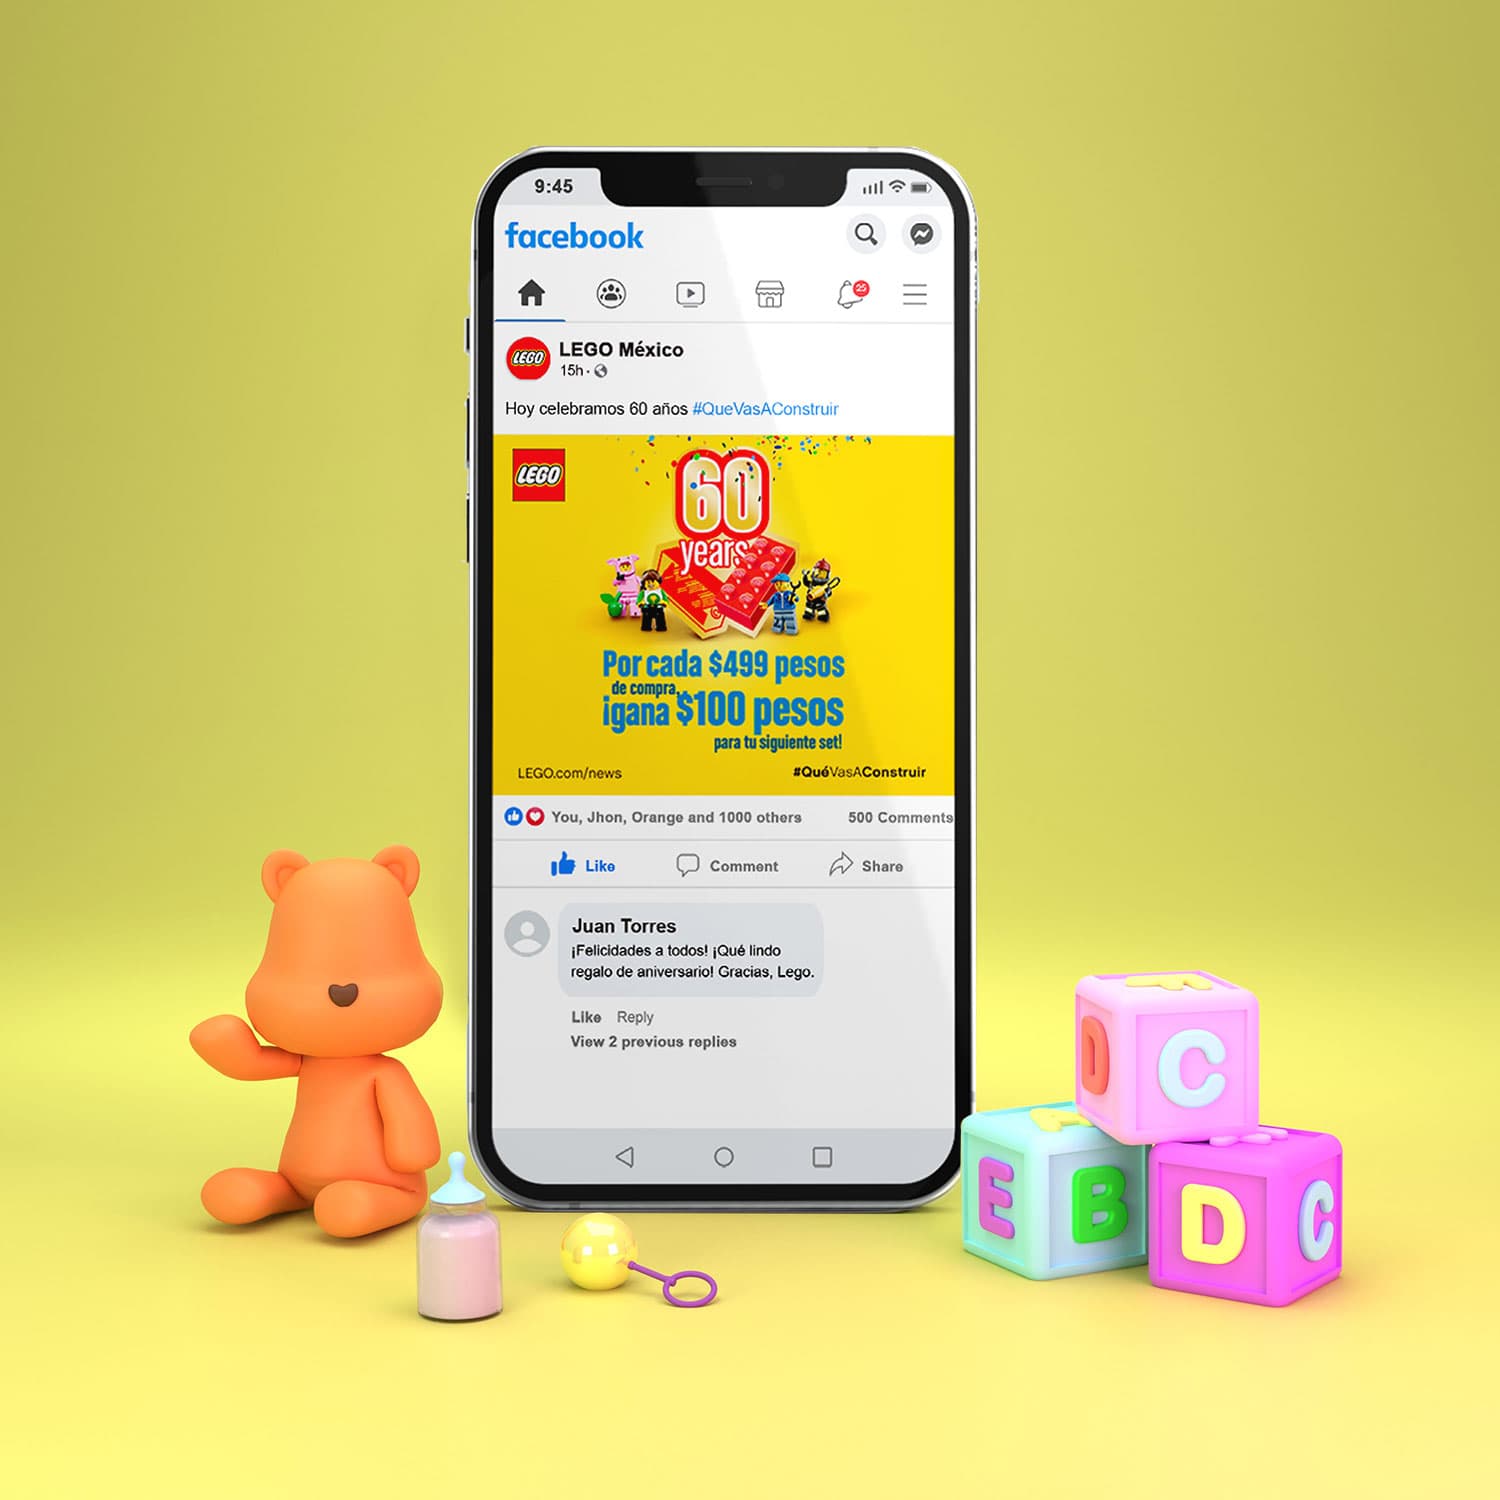 9:45
facebook
25
LEGO
LEGO México
15h ·
Hoy celebramos 60 años #QueVasAConstruir
LEGO
60
years
Por cada $499 pesos
de compra,
¡gana $100 pesos
para tu siguiente set!
LEGO.com/news
#QuéVasAConstruir
You, Jhon, Orange and 1000 others
500 Comments
Like
Comment
Share
Juan Torres
¡Felicidades a todos! ¡Qué lindo
regalo de aniversario! Gracias, Lego.
Like
Reply
View 2 previous replies
D
C
E
B
D
C